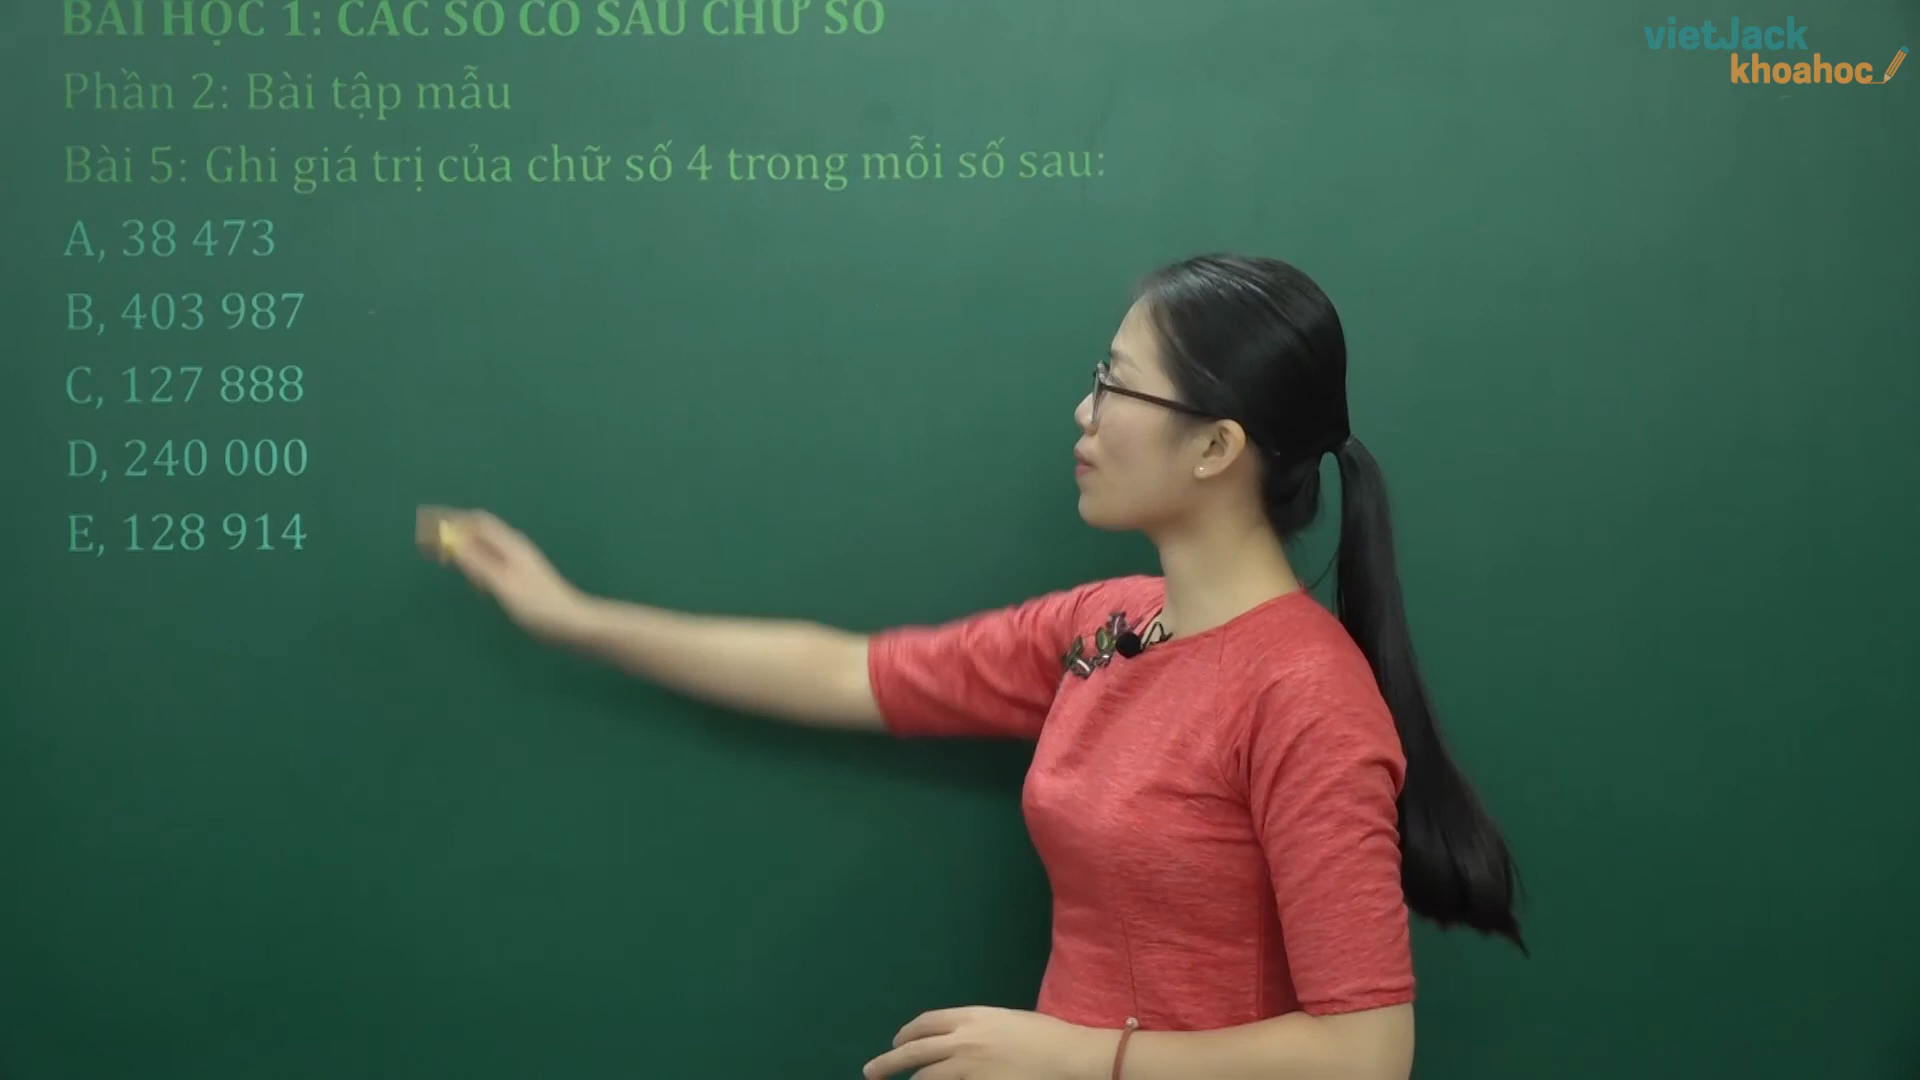 BÀI HỌC 1: CÁC SỐ CÓ SÁU CHỮ SỐ
vietJack
khoahoc
Phần 2: Bài tập mẫu
Bài 5: Ghi giá trị của chữ số 4 trong mỗi số sau:
A, 38 473
B, 403 987
C, 127 888
D, 240 000
E, 128 914